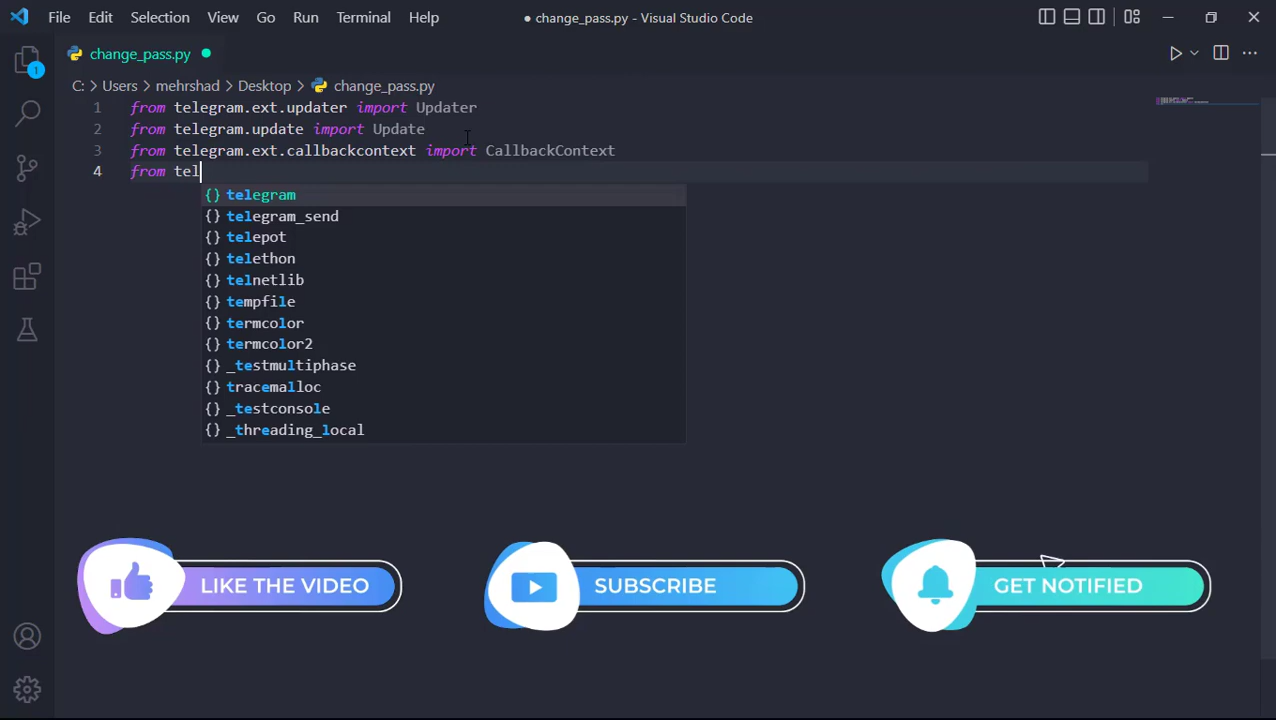 File Edit Selection View Go Run Terminal Help ● change_pass.py - Visual Studio Code
change_pass.py ●
1
C: > Users > mehrshad > Desktop > change_pass.py
1 from telegram.ext.updater import Updater
2 from telegram.update import Update
3 from telegram.ext.callbackcontext import CallbackContext
4 from tel
{} telegram
{} telegram_send
{} telepot
{} telethon
{} telnetlib
{} tempfile
{} termcolor
{} termcolor2
{} _testmultiphase
{} tracemalloc
{} _testconsole
{} _threading_local
LIKE THE VIDEO
SUBSCRIBE
GET NOTIFIED